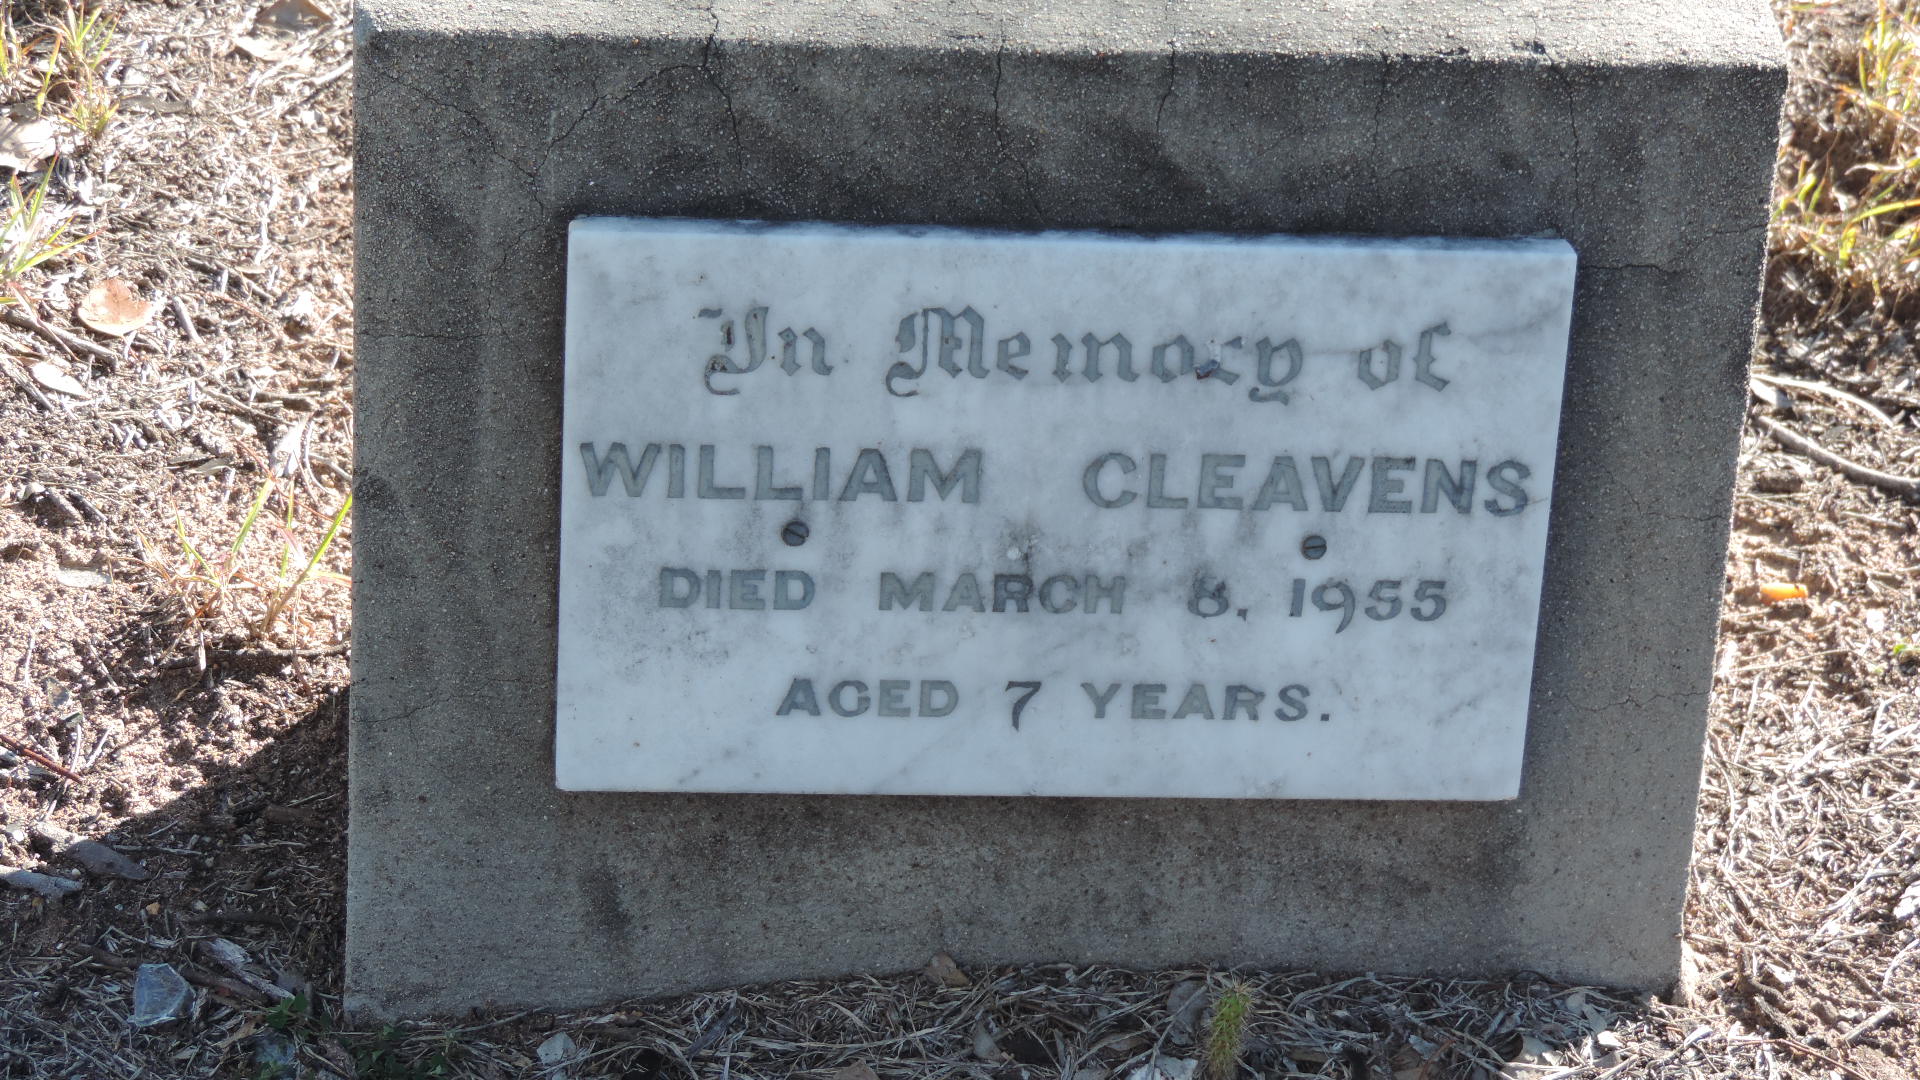 In Memory of
WILLIAM CLEAVENS
DIED MARCH 8, 1955
AGED 7 YEARS.